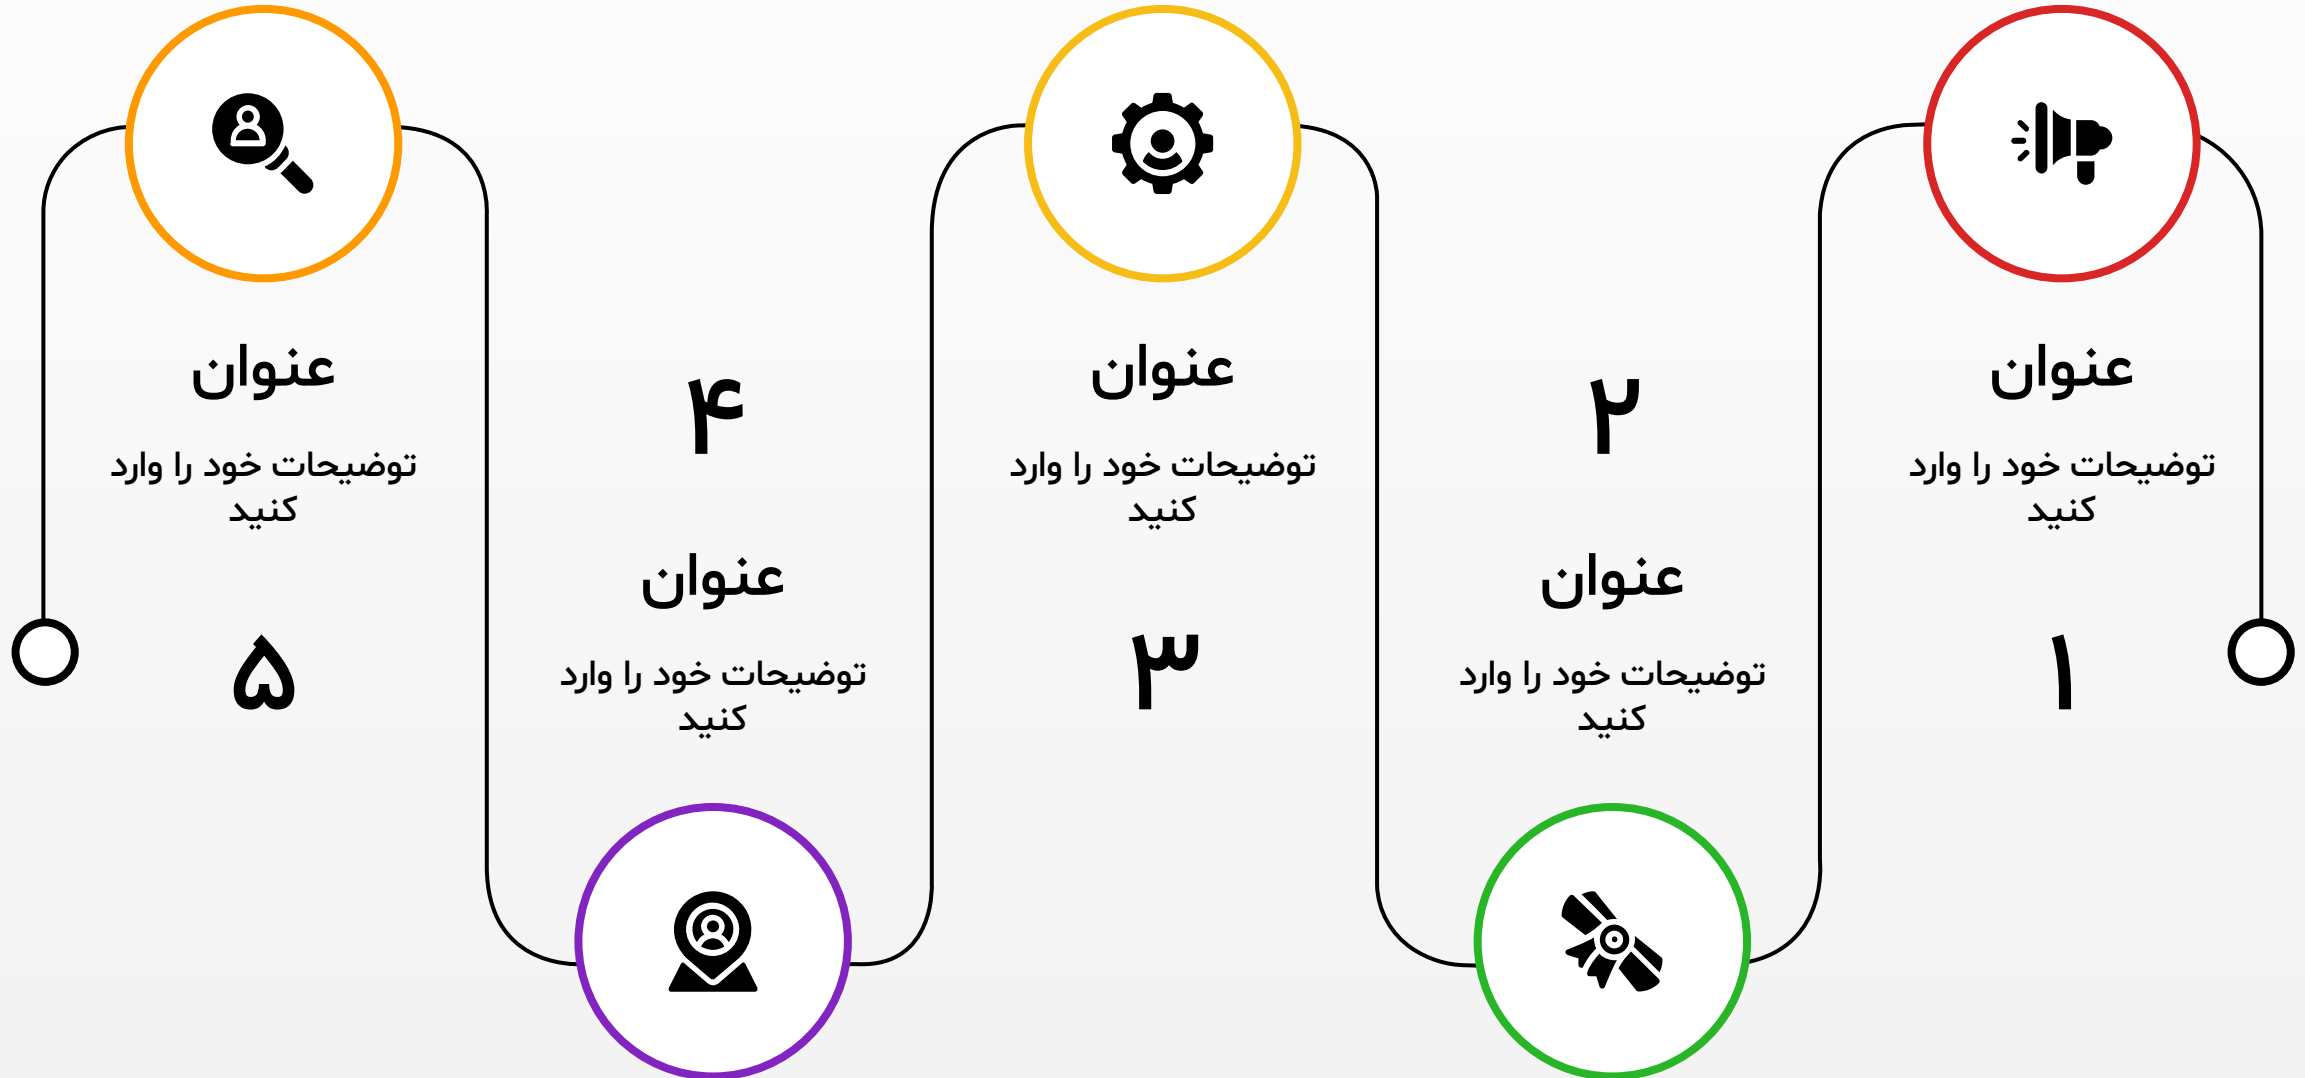 عنوان
توضیحات خود را وارد
کنید
۱
۲
عنوان
توضیحات خود را وارد
کنید
عنوان
توضیحات خود را وارد
کنید
۳
۴
عنوان
توضیحات خود را وارد
کنید
عنوان
توضیحات خود را وارد
کنید
۵